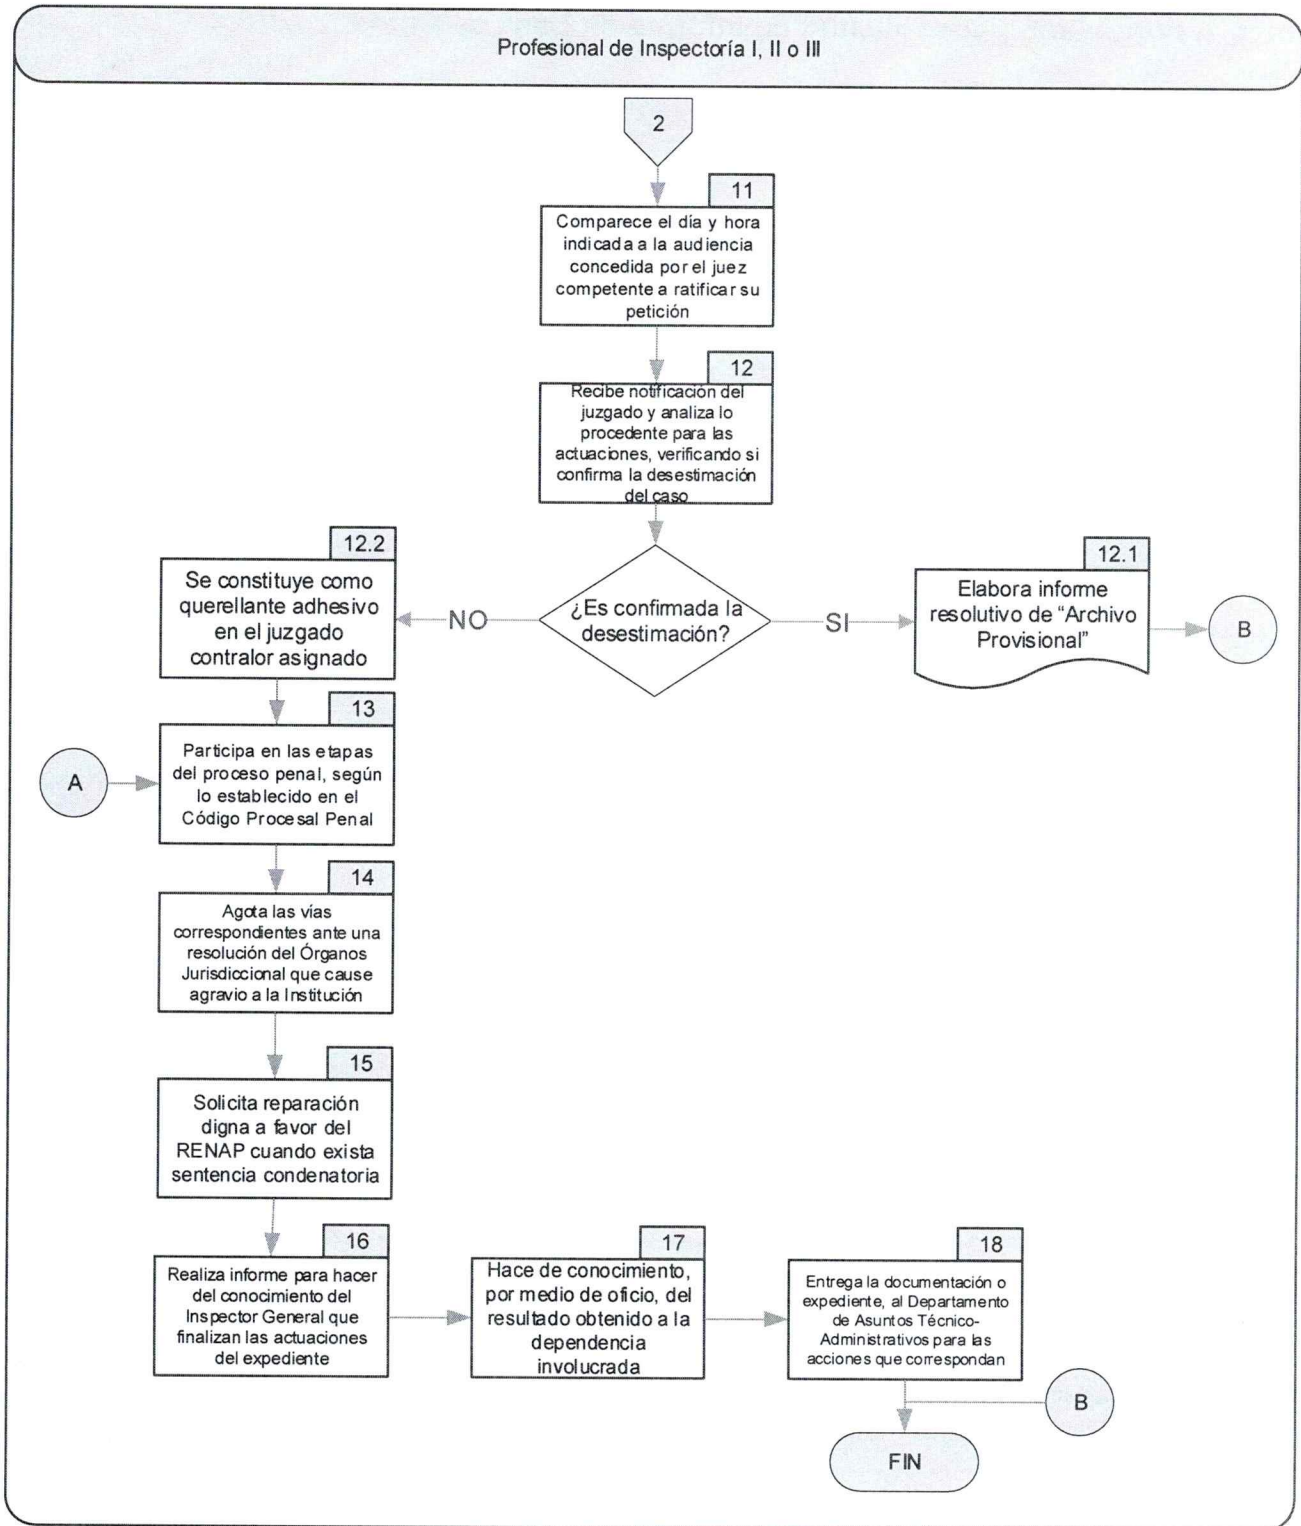 Profesional de Inspectoría I, II o III
2
11
Comparece el día y hora
indicada a la audiencia
concedida por el juez
competente a ratificar su
petición
12
Recibe notificación del
juzgado y analiza lo
procedente para las
actuaciones, verificando si
confirma la desestimación
del caso
¿Es confirmada la
desestimación?
SI
12.1
Elabora informe
resolutivo de “Archivo
Provisional”
B
NO
12.2
Se constituye como
querellante adhesivo
en el juzgado
contralor asignado
A
13
Participa en las etapas
del proceso penal, según
lo establecido en el
Código Procesal Penal
14
Agota las vías
correspondientes ante una
resolución del Órganos
Jurisdiccional que cause
agravio a la Institución
15
Solicita reparación
digna a favor del
RENAP cuando exista
sentencia condenatoria
16
Realiza informe para hacer
del conocimiento del
Inspector General que
finalizan las actuaciones
del expediente
17
Hace de conocimiento,
por medio de oficio, del
resultado obtenido a la
dependencia
involucrada
18
Entrega la documentación o
expediente, al Departamento
de Asuntos Técnico-
Administrativos para las
acciones que correspondan
B
FIN